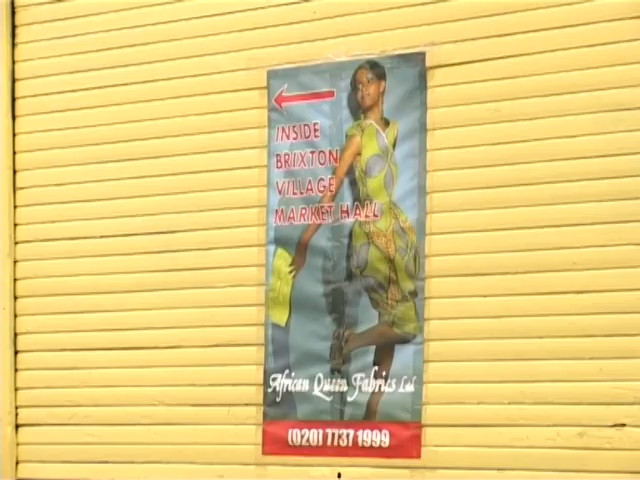 INSIDE
BRIXTON
VILLAGE
MARKET HALL
African Queen Fabrics Ltd
(020) 7737 1999